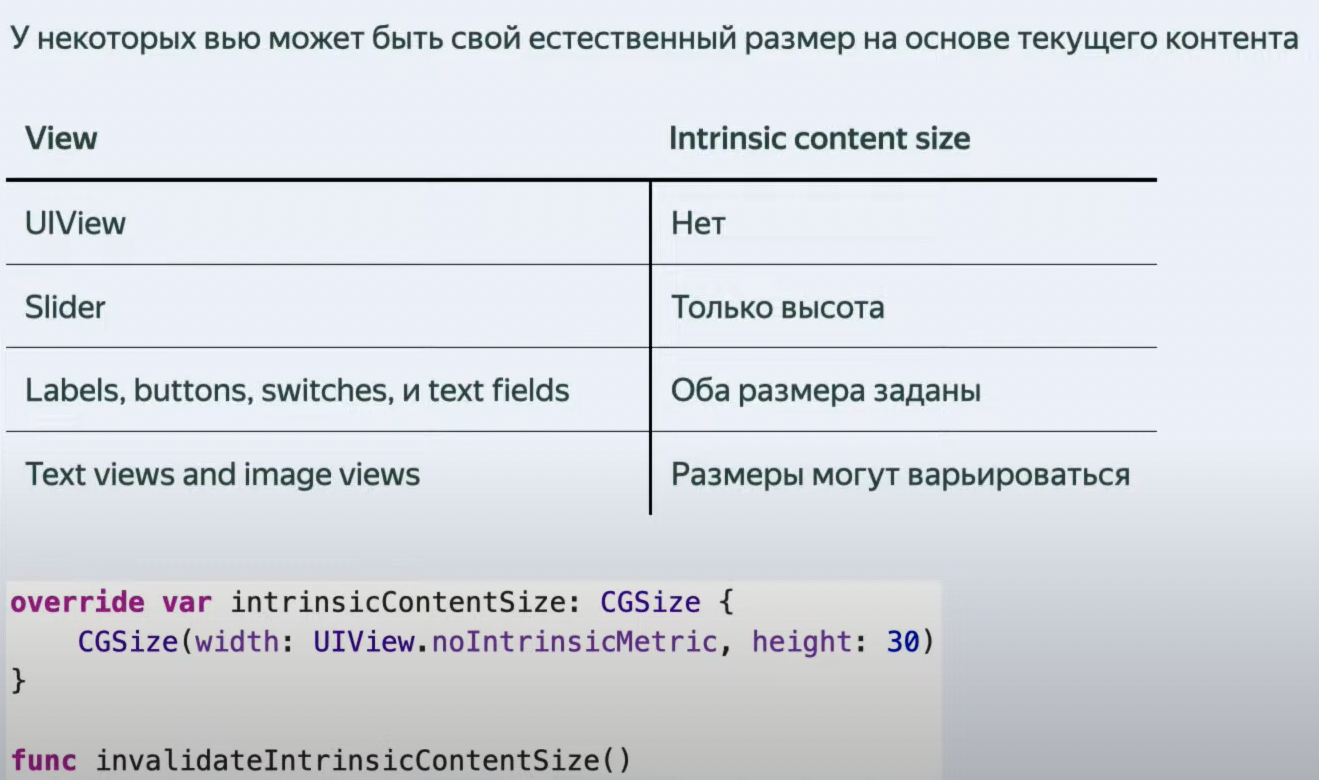 У некоторых вью может быть свой естественный размер на основе текущего контента
View Intrinsic content size
UIView Нет
Slider Только высота
Labels, buttons, switches, и text fields Оба размера заданы
Text views and image views Размеры могут варьироваться
override var intrinsicContentSize: CGSize {
    CGSize(width: UIView.noIntrinsicMetric, height: 30)
}
func invalidateIntrinsicContentSize()